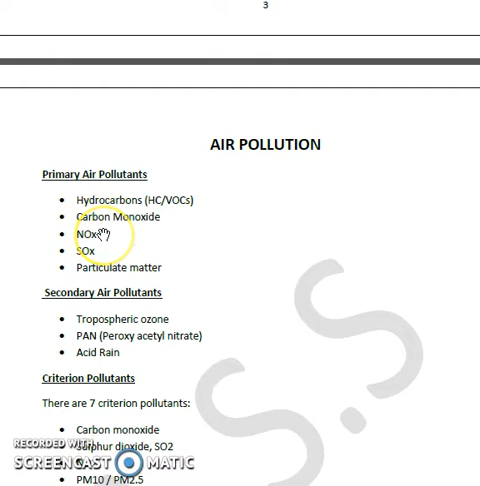 3
AIR POLLUTION
Primary Air Pollutants
• Hydrocarbons (HC/VOCs)
• Carbon Monoxide
• NOx
• SOx
• Particulate matter
Secondary Air Pollutants
• Tropospheric ozone
• PAN (Peroxy acetyl nitrate)
• Acid Rain
Criterion Pollutants
There are 7 criterion pollutants:
• Carbon monoxide
• Sulphur dioxide, SO2
• PM10 / PM2.5
S.S
RECORDED WITH
SCREENCAST MATIC